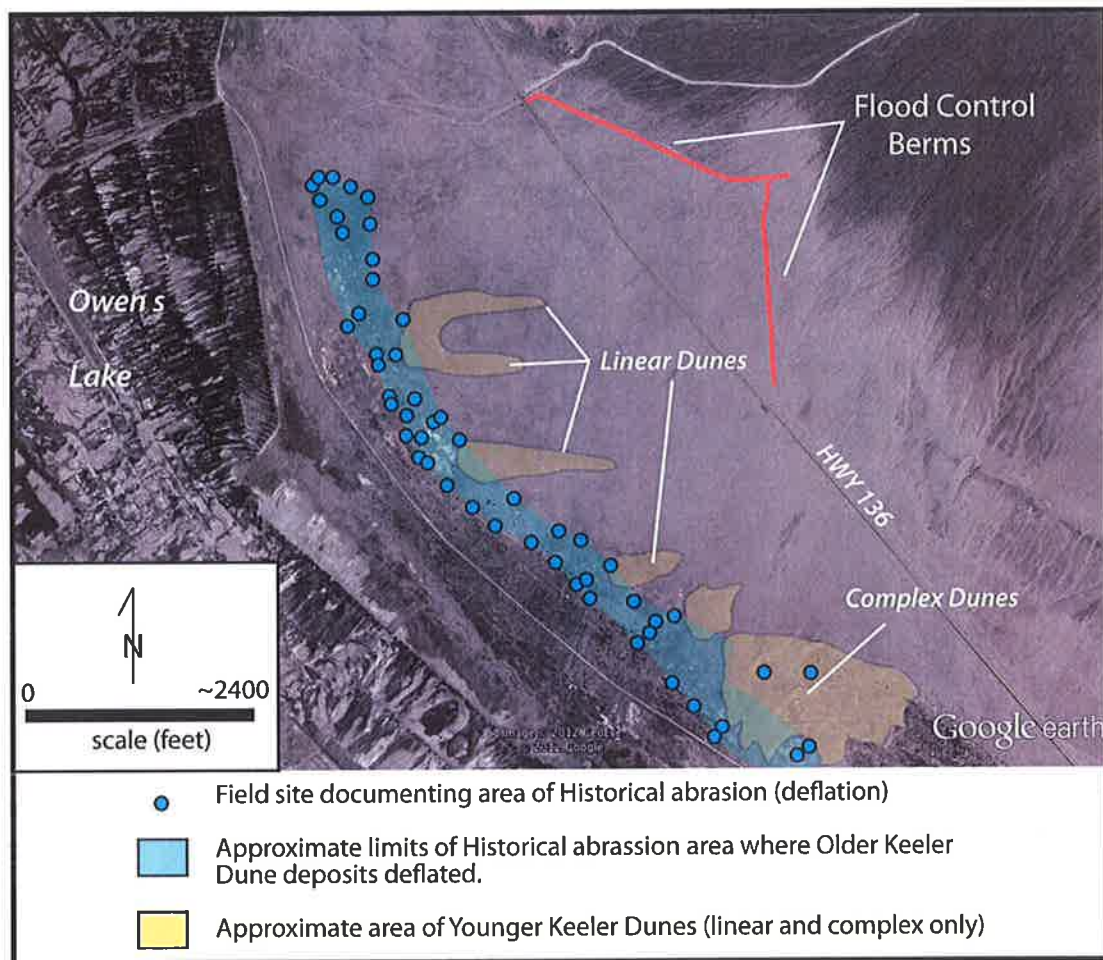 Flood Control
Berms
Owen s
Lake
Linear Dunes
HWY 136
Complex Dunes
N
0 ~2400
scale (feet)
Google earth
2012 Google
Field site documenting area of Historical abrasion (deflation)
Approximate limits of Historical abrassion area where Older Keeler
Dune deposits deflated.
Approximate area of Younger Keeler Dunes (linear and complex only)